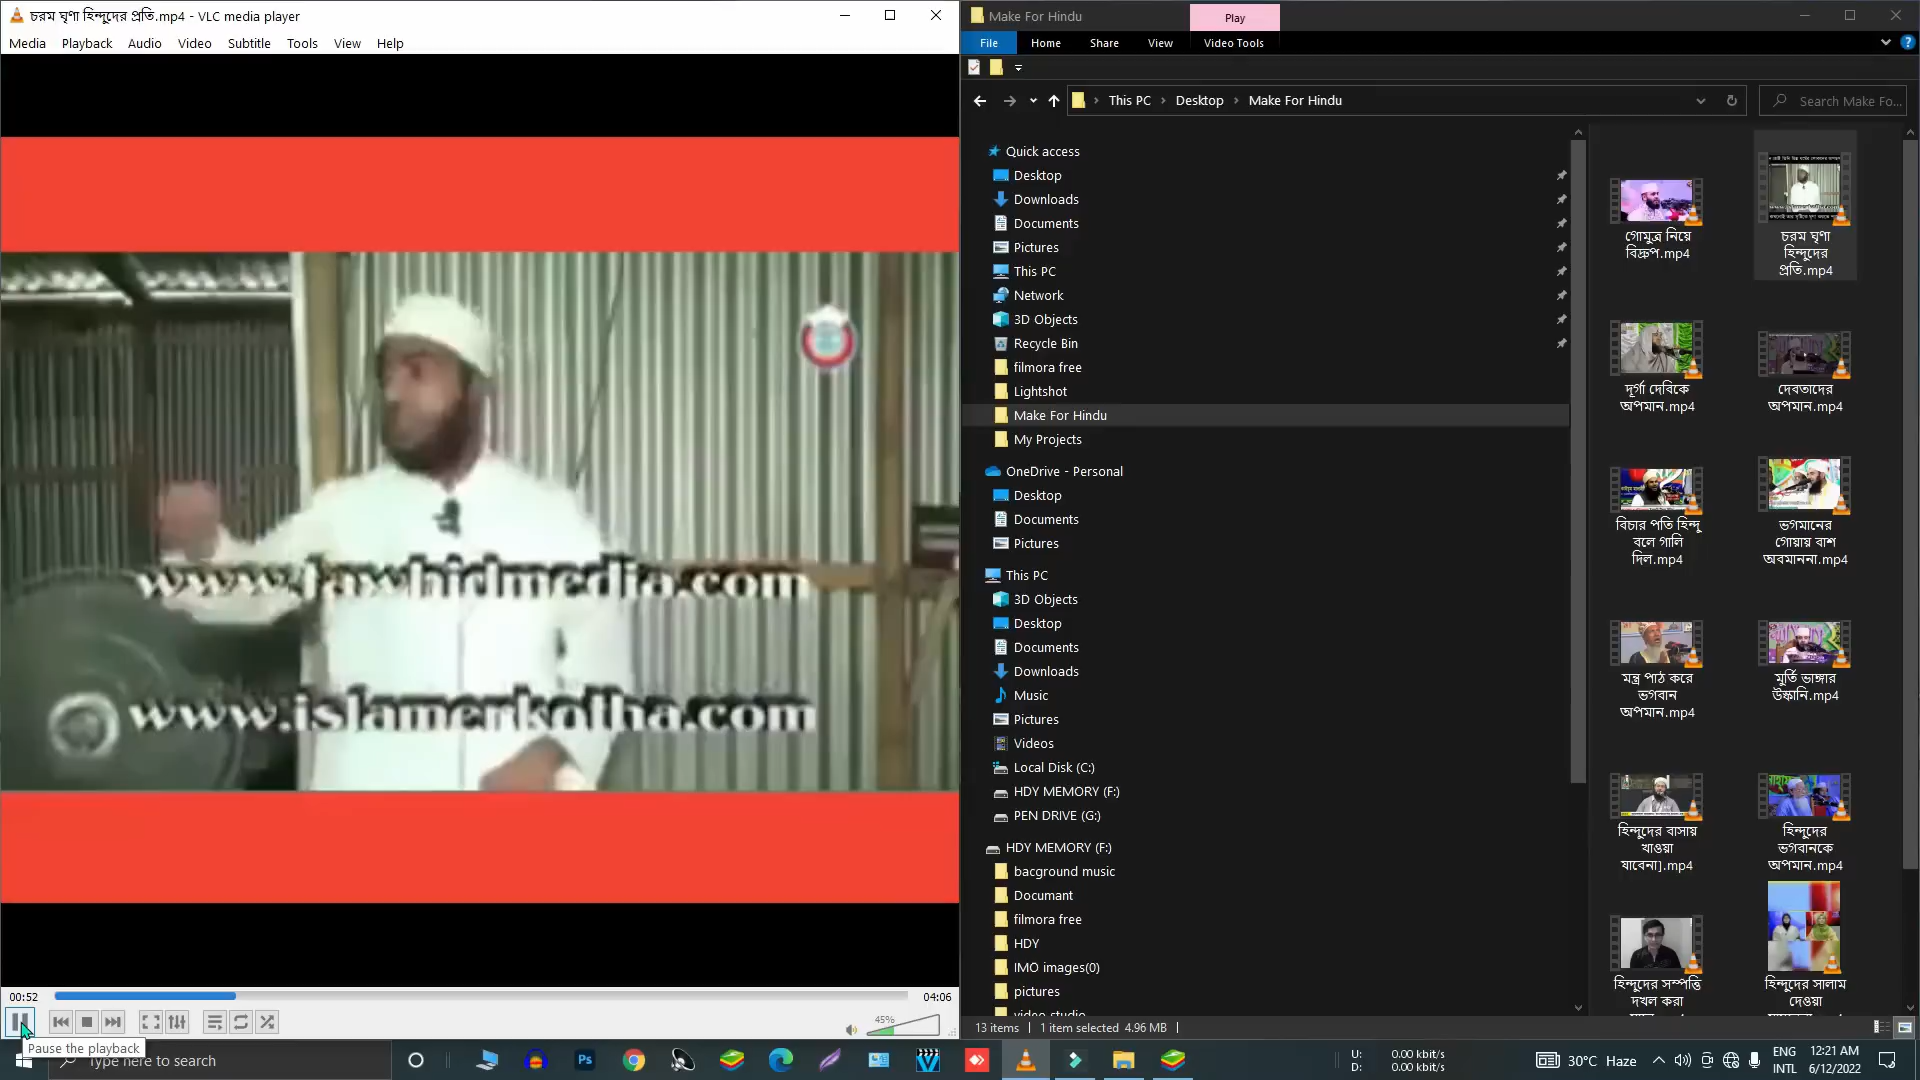 চরম ঘৃণা হিন্দুদের প্রতি.mp4 - VLC media player
Media Playback Audio Video Subtitle Tools View Help
www.tawhidmedia.com
www.islamerkotha.com
00:52
04:06
45%
Pause the playback
Make For Hindu
Play
File Home Share View Video Tools
This PC Desktop Make For Hindu
Search Make Fo...
Quick access
Desktop
Downloads
Documents
Pictures
This PC
Network
3D Objects
Recycle Bin
filmora free
Lightshot
Make For Hindu
My Projects
OneDrive - Personal
Desktop
Documents
Pictures
This PC
3D Objects
Desktop
Documents
Downloads
Music
Pictures
Videos
Local Disk (C:)
HDY MEMORY (F:)
PEN DRIVE (G:)
HDY MEMORY (F:)
bacground music
Documant
filmora free
HDY
IMO images(0)
pictures
video studio
গোমুত্র নিয়ে
বিদ্রুপ.mp4
চরম ঘৃণা
হিন্দুদের
প্রতি.mp4
দূর্গা দেবিকে
অপমান.mp4
দেবতাদের
অপমান.mp4
বিচার পতি হিন্দু
বলে গালি
দিল.mp4
ভগমানের
গোয়ায় বাশ
অবমাননা.mp4
মন্ত্র পাঠ করে
ভগবান
অপমান.mp4
মুর্তি ভাঙ্গার
উস্কানি.mp4
হিন্দুদের বাসায়
খাওয়া
যাবেনা].mp4
হিন্দুদের
ভগবানকে
অপমান.mp4
হিন্দুদের সম্পত্তি
দখল করা
হিন্দুদের সালাম
দেওয়া
13 items 1 item selected 4.96 MB
Type here to search
Ps
U: 0.00 kbit/s
D: 0.00 kbit/s
30°C Haze
ENG
INTL
12:21 AM
6/12/2022